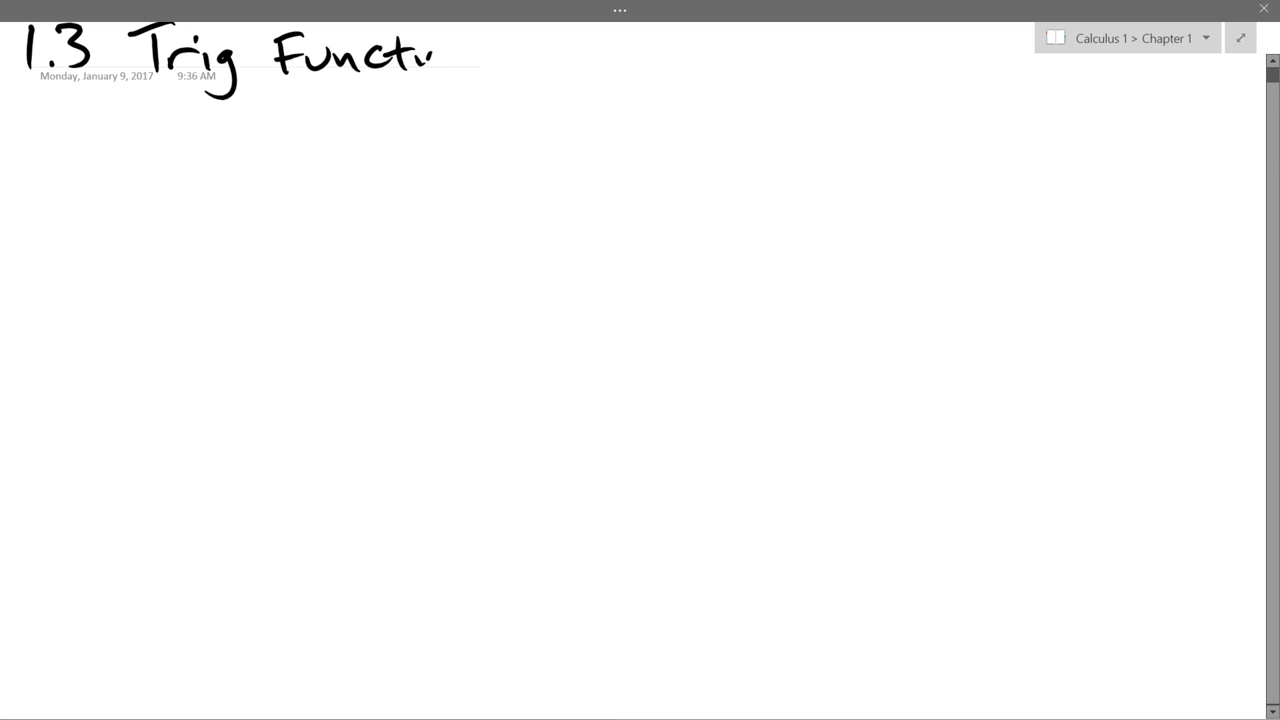 1.3 Trig Functi
Monday, January 9, 2017 9:36 AM
Calculus 1 > Chapter 1